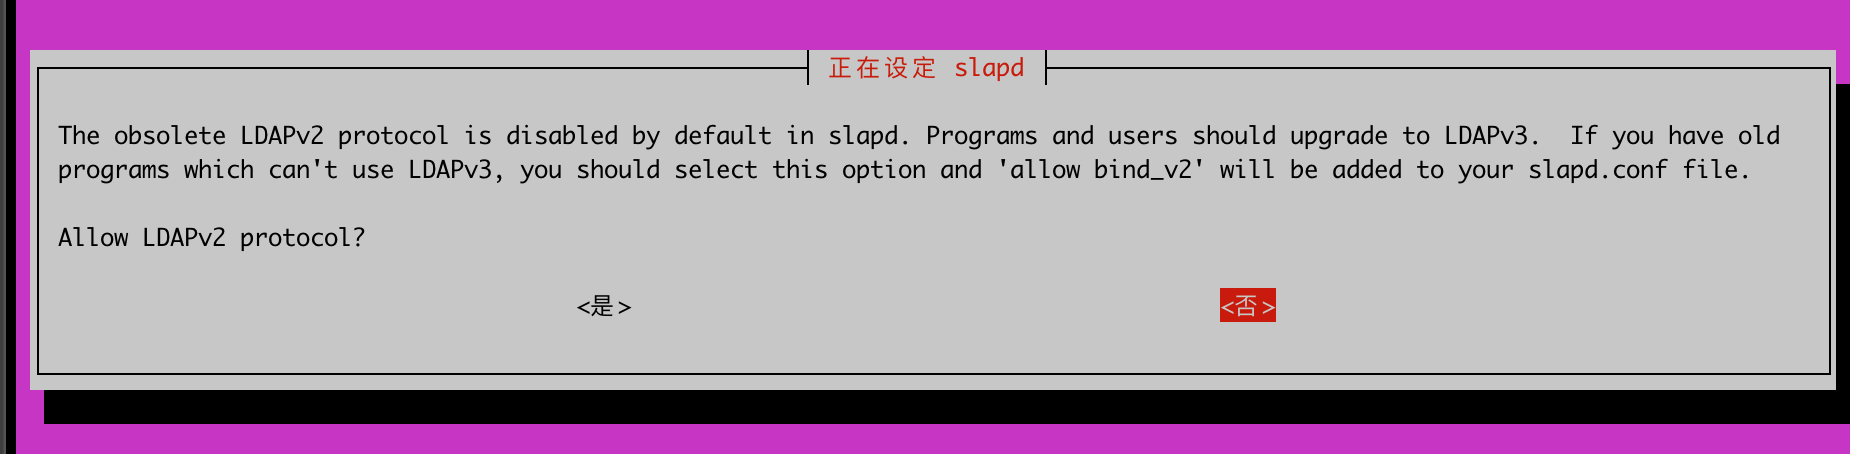 正在设定 slapd
The obsolete LDAPv2 protocol is disabled by default in slapd. Programs and users should upgrade to LDAPv3.  If you have old
programs which can't use LDAPv3, you should select this option and 'allow bind_v2' will be added to your slapd.conf file.
Allow LDAPv2 protocol?
<是> <否>